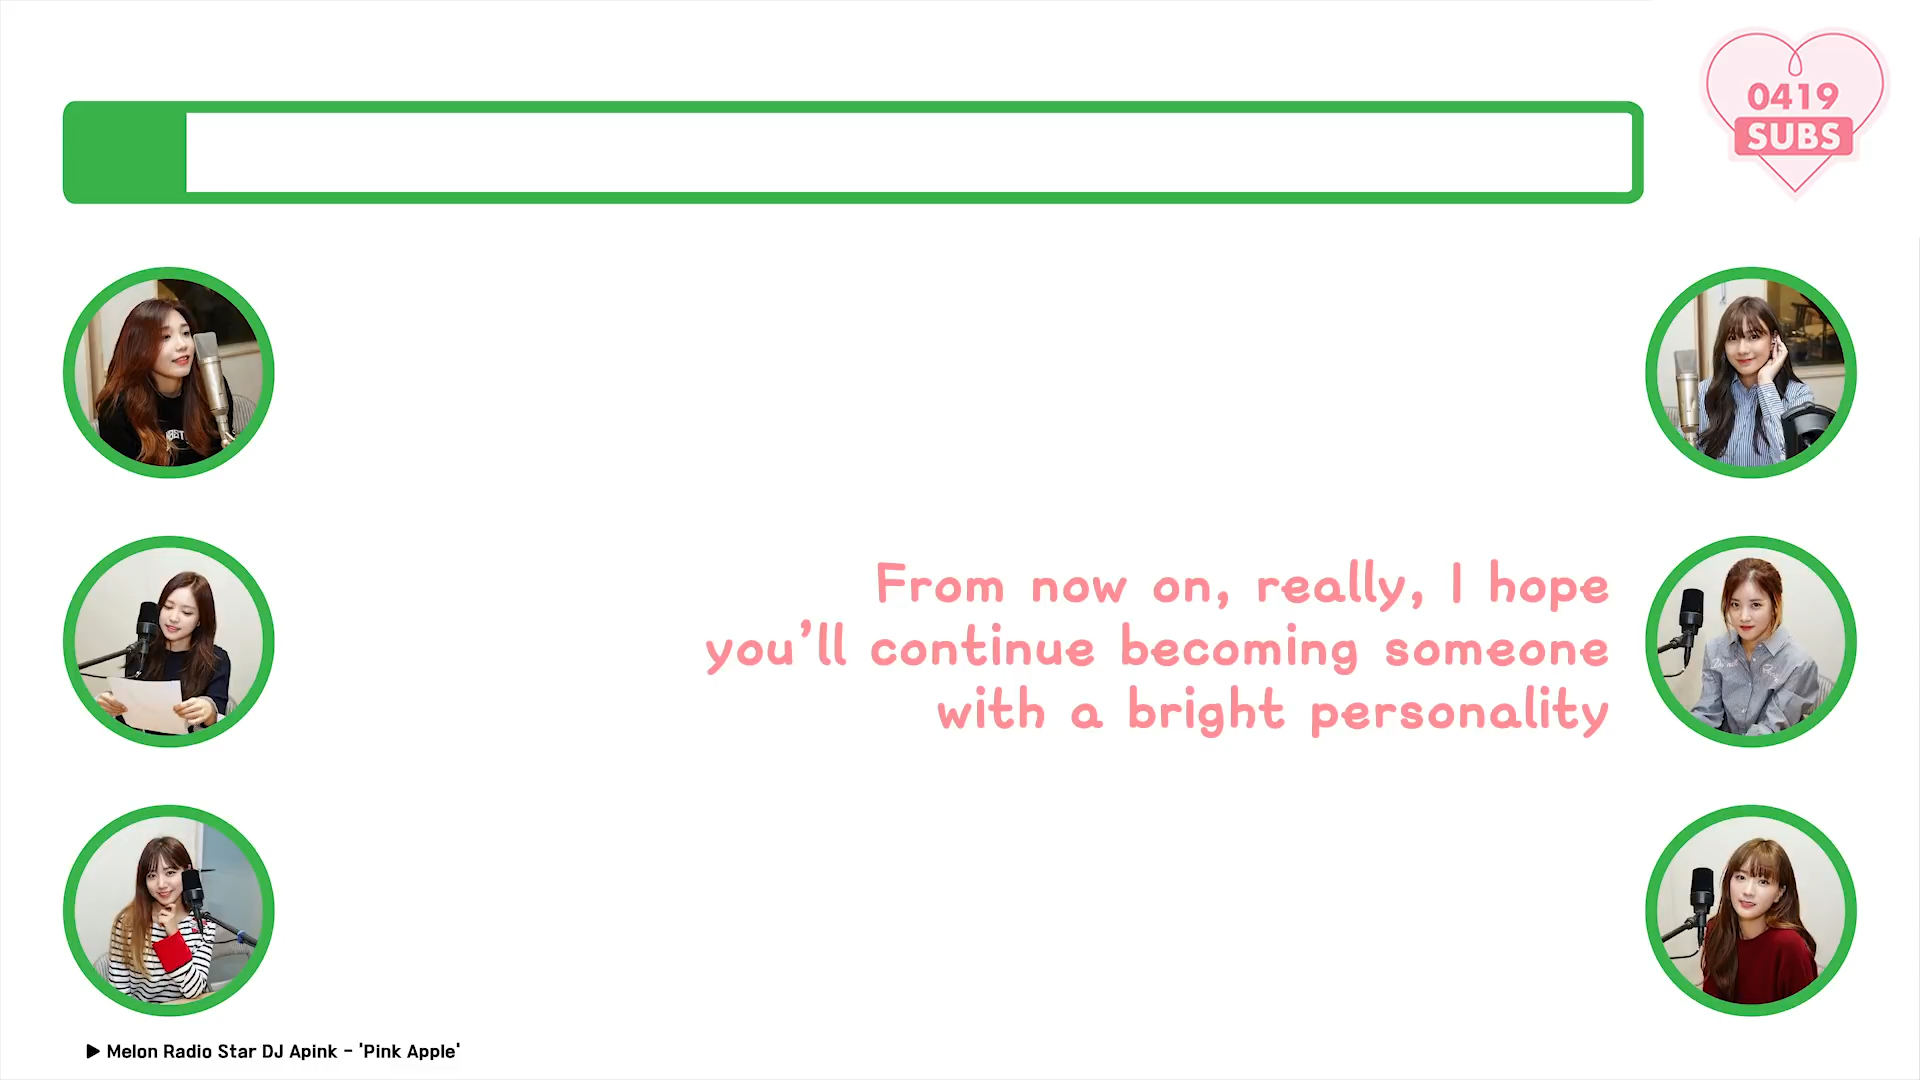 0419
SUBS
From now on, really, I hope
you'll continue becoming someone
with a bright personality
▶ Melon Radio Star DJ Apink - 'Pink Apple'